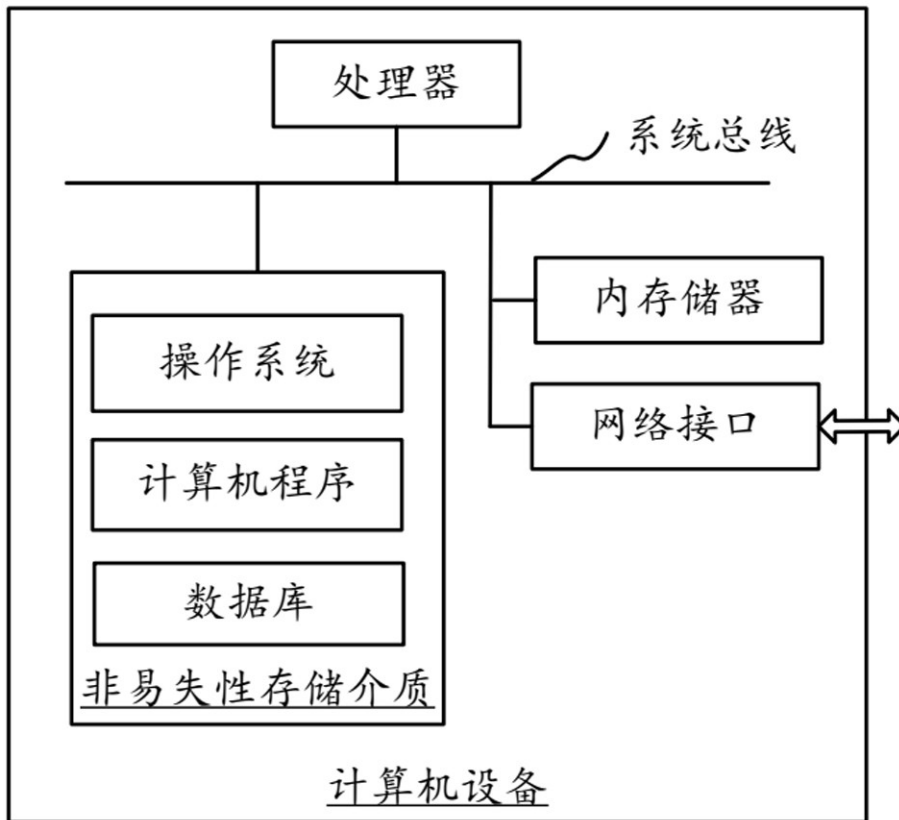 处理器
系统总线
内存储器
操作系统
网络接口
计算机程序
数据库
非易失性存储介质
计算机设备